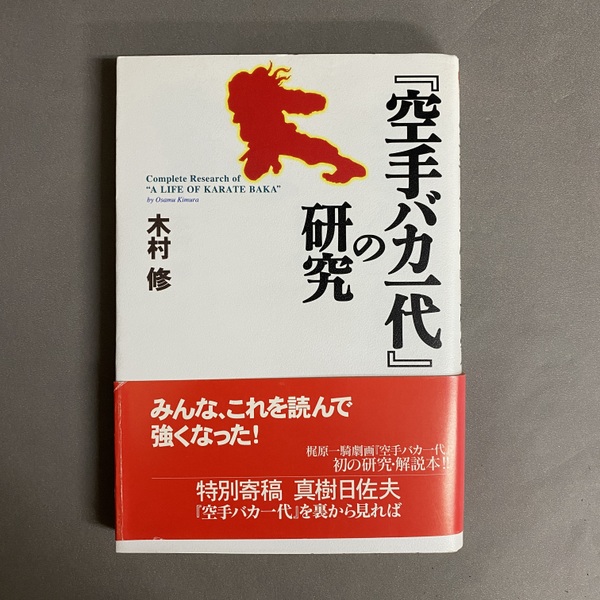 『空手バカ一代』
の
研究
Complete Research of
“A LIFE OF KARATE BAKA”
by Osamu Kimura
木村 修
みんな、これを読んで
強くなった!
梶原一騎劇画『空手バカ一代』
初の研究・解説本!!
特別寄稿 真樹日佐夫
『空手バカ一代』を裏から見れば